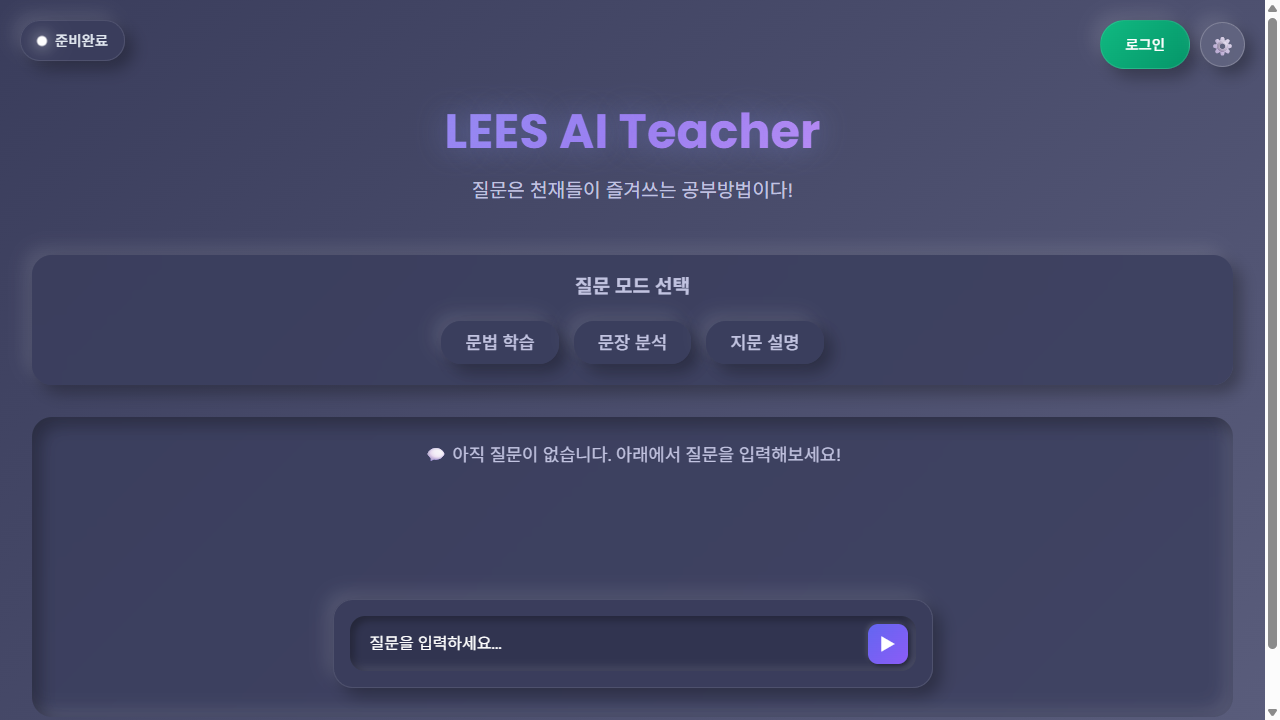 준비완료
로그인
LEES AI Teacher
질문은 천재들이 즐겨쓰는 공부방법이다!
질문 모드 선택
문법 학습
문장 분석
지문 설명
💬 아직 질문이 없습니다. 아래에서 질문을 입력해보세요!
질문을 입력하세요...